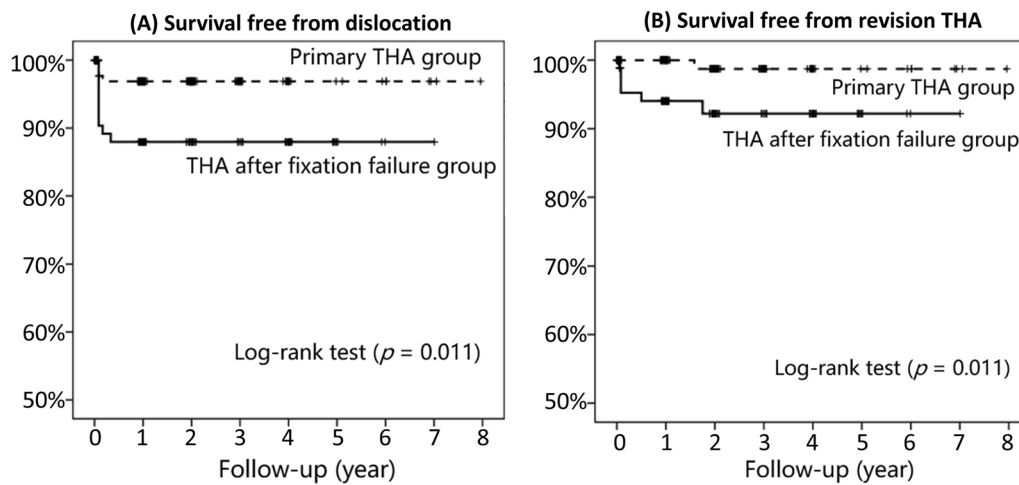 (A) Survival free from dislocation
100%
90%
80%
70%
60%
50%
Primary THA group
THA after fixation failure group
Log-rank test (p = 0.011)
0 1 2 3 4 5 6 7 8
Follow-up (year)
(B) Survival free from revision THA
100%
90%
80%
70%
60%
50%
Primary THA group
THA after fixation failure group
Log-rank test (p = 0.011)
0 1 2 3 4 5 6 7 8
Follow-up (year)